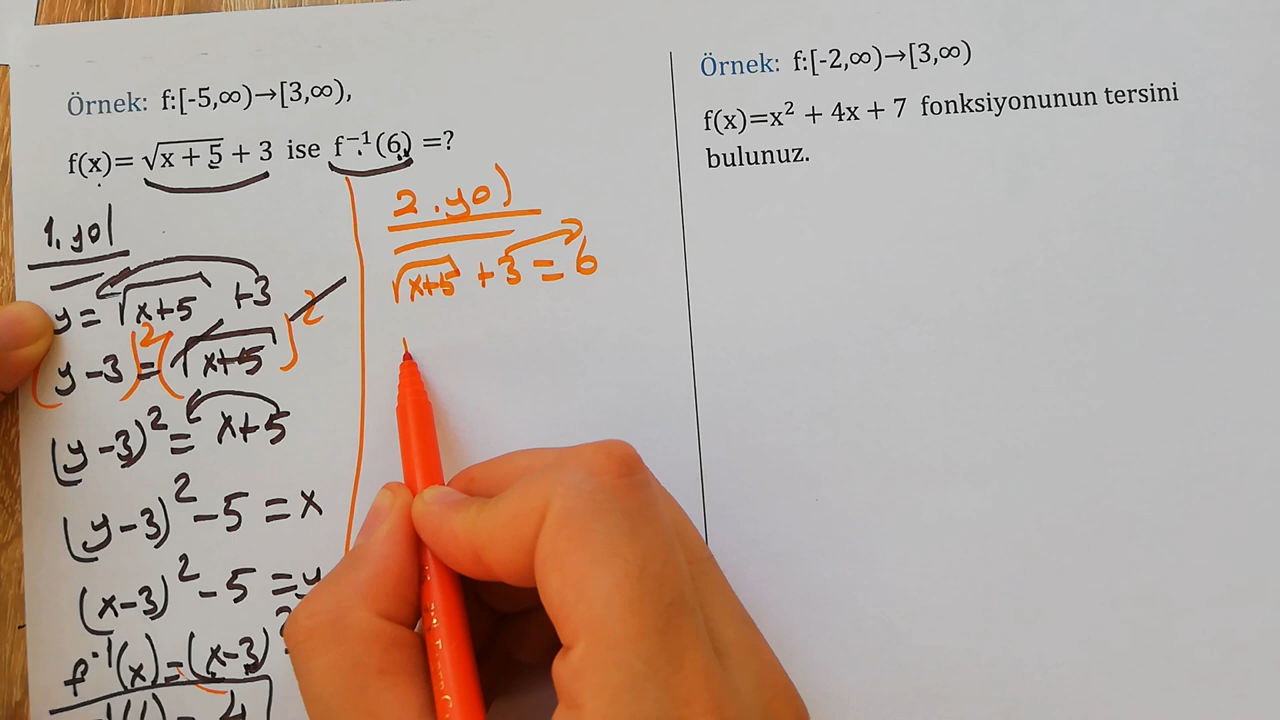 Örnek: f:[-5,∞)→[3,∞),
f(x)= √x + 5 + 3 ise f⁻¹(6) =?
1. yol
y = √x+5 +3
(y-3)² = (√x+5)²
(y-3)² = x+5
(y-3)² - 5 = x
(x-3)² - 5 = y
f⁻¹(x) = (x-3)²
2. yol
√x+5 + 3 = 6
Örnek: f:[-2,∞)→[3,∞)
f(x)=x² + 4x + 7 fonksiyonunun tersini
bulunuz.